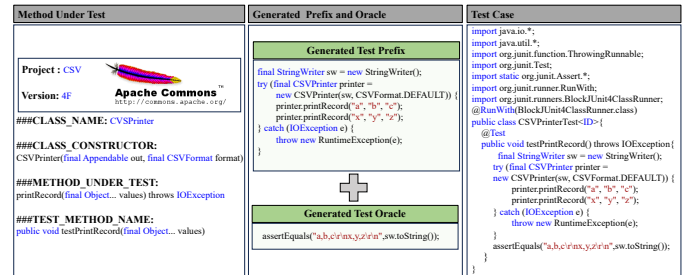 Method Under Test
Project : CSV
Version: 4F
Apache Commons
TM
http://commons.apache.org/
###CLASS_NAME: CVSPrinter
###CLASS_CONSTRUCTOR:
CSVPrinter(final Appendable out, final CSVFormat format)
###METHOD_UNDER_TEST:
printRecord(final Object... values) throws IOException
###TEST_METHOD_NAME:
public void testPrintRecord(final Object... values)
Generated Prefix and Oracle
Generated Test Prefix
final StringWriter sw = new StringWriter();
try (final CSVPrinter printer =
new CSVPrinter(sw, CSVFormat.DEFAULT)) {
printer.printRecord("a", "b", "c");
printer.printRecord("x", "y", "z");
} catch (IOException e) {
throw new RuntimeException(e);
}
Generated Test Oracle
assertEquals("a,b,c\r\nx,y,z\r\n",sw.toString());
Test Case
import java.io.*;
import java.util.*;
import org.junit.function.ThrowingRunnable;
import org.junit.Test;
import static org.junit.Assert.*;
import org.junit.runner.RunWith;
import org.junit.runners.BlockJUnit4ClassRunner;
@RunWith(BlockJUnit4ClassRunner.class)
public class CSVPrinterTest<ID>{
@Test
public void testPrintRecord() throws IOException{
final StringWriter sw = new StringWriter();
try (final CSVPrinter printer =
new CSVPrinter(sw, CSVFormat.DEFAULT)) {
printer.printRecord("a", "b", "c");
printer.printRecord("x", "y", "z");
} catch (IOException e) {
throw new RuntimeException(e);
}
assertEquals("a,b,c\r\nx,y,z\r\n",sw.toString());
}
}